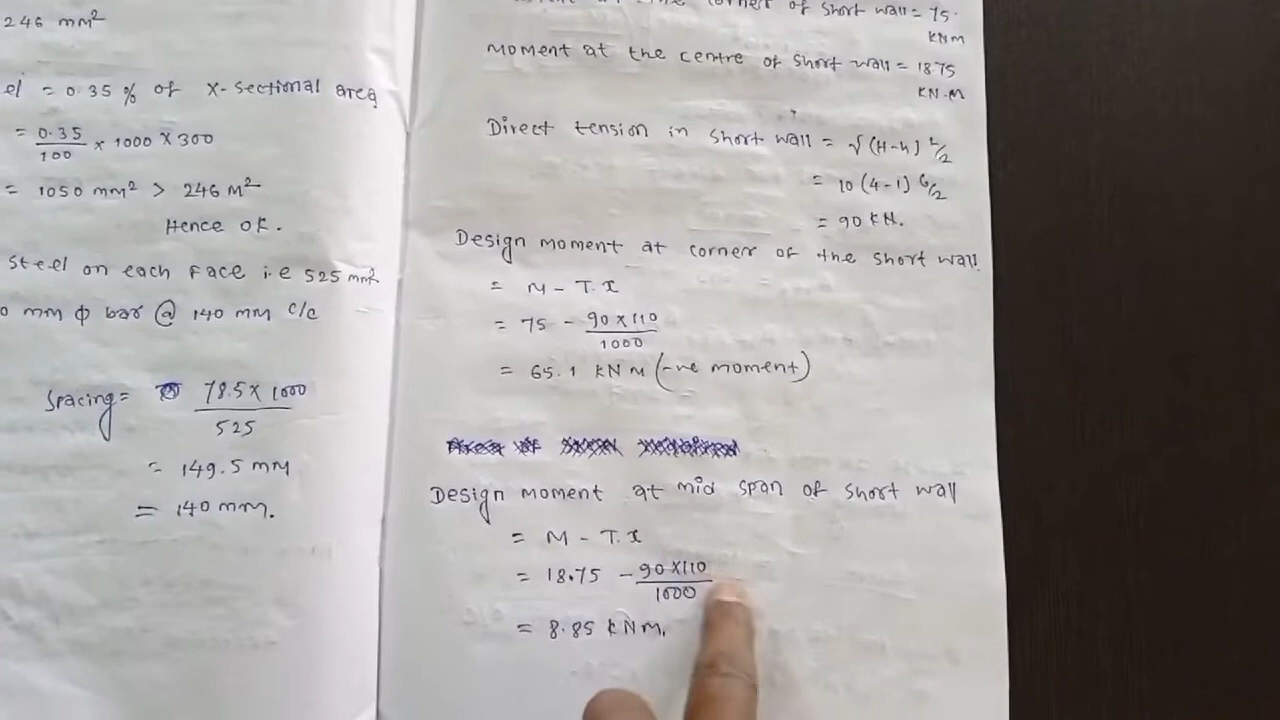 246 mm²
el = 0.35 % of x-sectional area
= 0.35/100 x 1000 x 300
= 1050 mm² > 246 m²
Hence ok.
steel on each face i.e 525 mm²
0 mm ф bar @ 140 mm c/c
Spacing = 78.5 x 1000 / 525
= 149.5 mm
= 140 mm.
corners of short wall = 75.
KNm
Moment at the centre of short wall = 18.75
KN.M
Direct tension in short wall = √(H-h) L/2
= 10 (4-1) 6/2
= 90 KN.
Design moment at corner of the short wall
= M - T.x
= 75 - 90 x 110 / 1000
= 65.1 KNM (-ve moment)
Design moment at mid span of short wall
= M - T.x
= 18.75 - 90 x 110 / 1000
= 8.85 KNM.